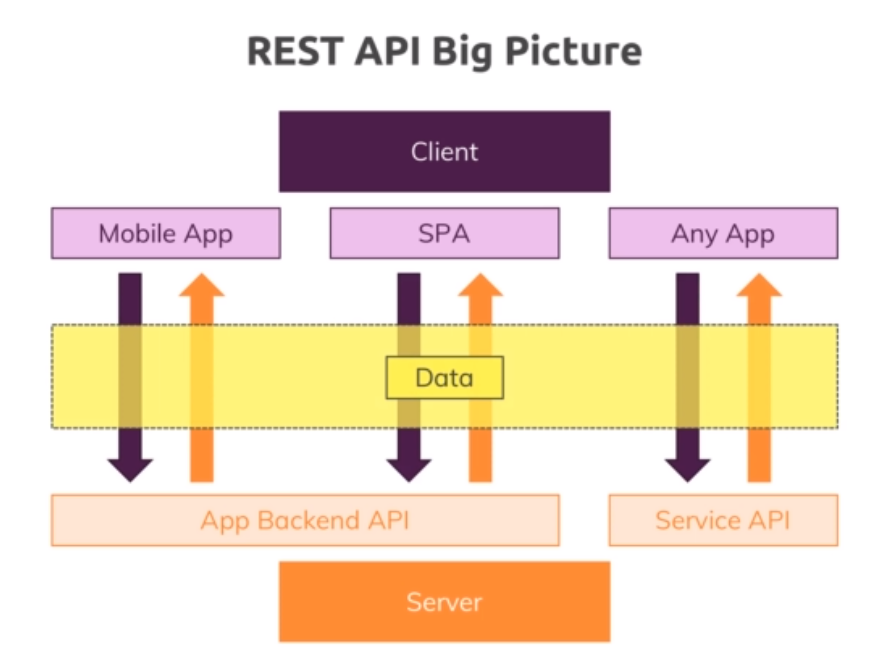 REST API Big Picture
Client
Mobile App
SPA
Any App
Data
App Backend API
Service API
Server